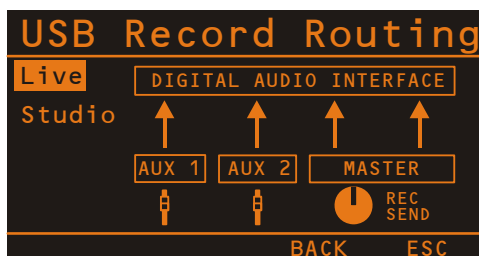 USB Record Routing
Live
DIGITAL AUDIO INTERFACE
Studio
AUX 1 AUX 2 MASTER
REC
SEND
BACK ESC